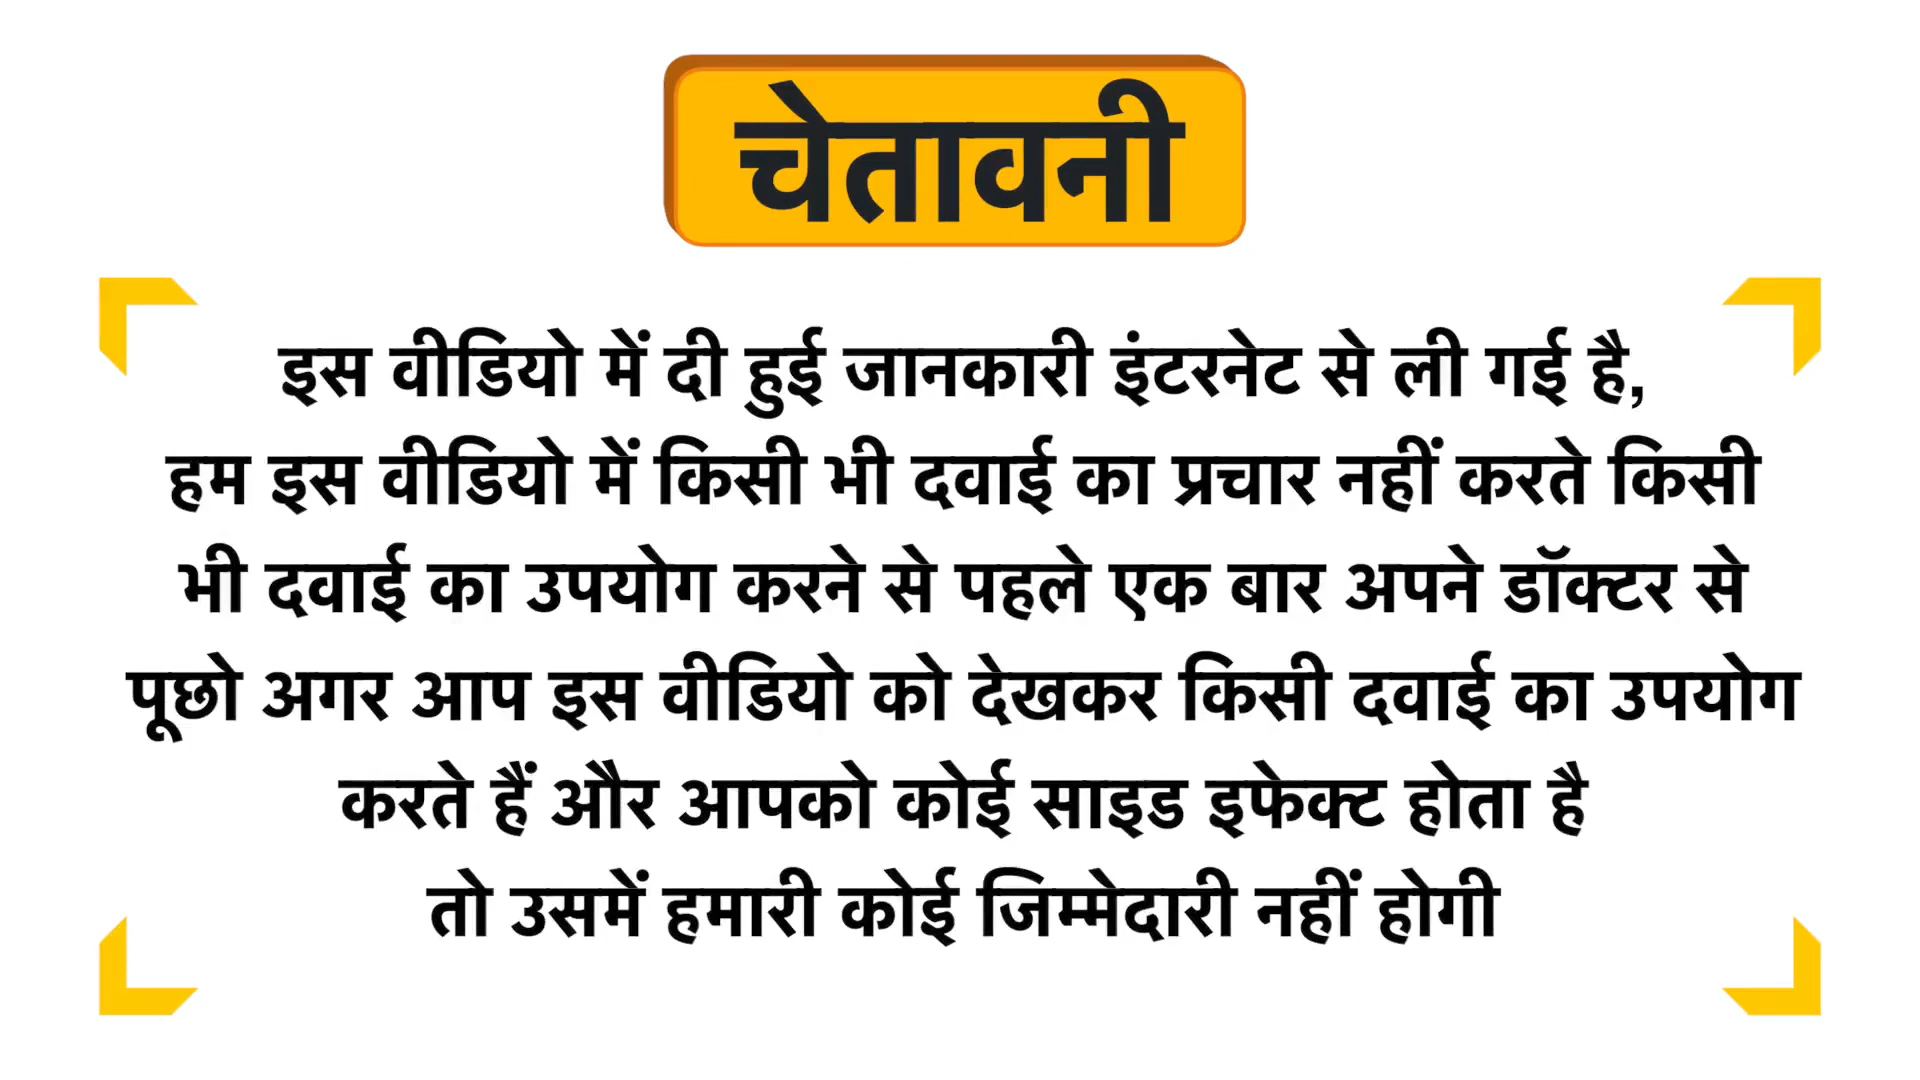 चेतावनी
इस वीडियो में दी हुई जानकारी इंटरनेट से ली गई है,
हम इस वीडियो में किसी भी दवाई का प्रचार नहीं करते किसी
भी दवाई का उपयोग करने से पहले एक बार अपने डॉक्टर से
पूछो अगर आप इस वीडियो को देखकर किसी दवाई का उपयोग
करते हैं और आपको कोई साइड इफेक्ट होता है
तो उसमें हमारी कोई जिम्मेदारी नहीं होगी